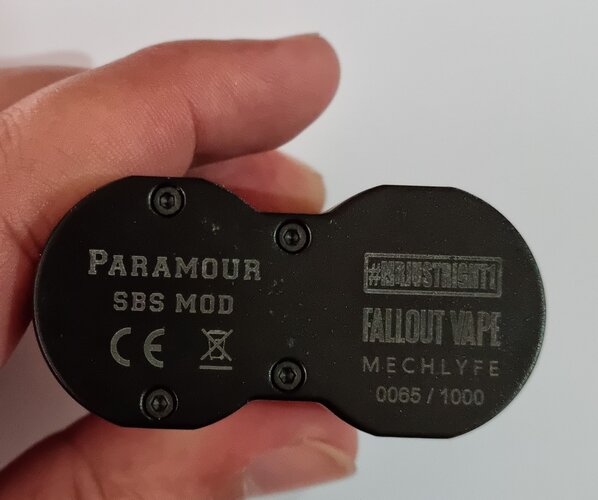 PARAMOUR
SBS MOD
CE
#MRJUSTRIGHT1
FALLOUT VAPE
MECHLYFE
0065 / 1000